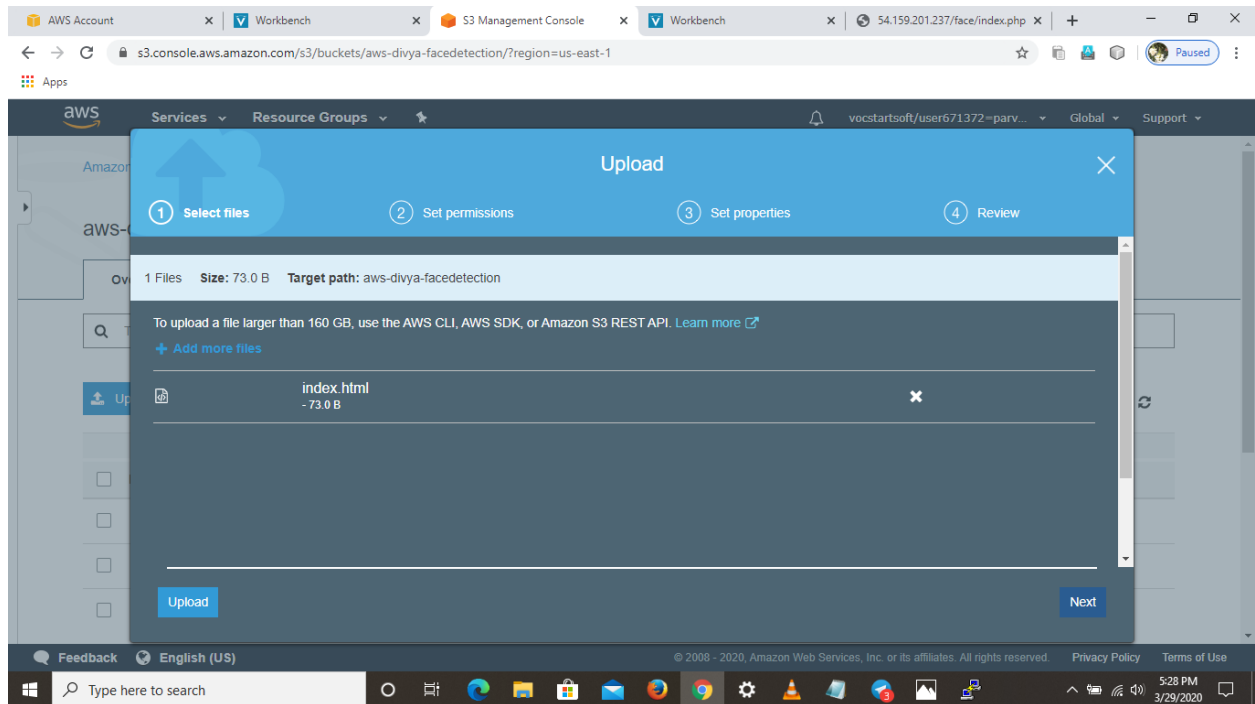 AWS Account
Workbench
S3 Management Console
Workbench
54.159.201.237/face/index.php
s3.console.aws.amazon.com/s3/buckets/aws-divya-facedetection/?region=us-east-1
Paused
Apps
aws Services Resource Groups vocstartsoft/user671372=parv... Global Support
Amazon
Upload
1 Select files 2 Set permissions 3 Set properties 4 Review
aws-
Ov
1 Files Size: 73.0 B Target path: aws-divya-facedetection
To upload a file larger than 160 GB, use the AWS CLI, AWS SDK, or Amazon S3 REST API. Learn more
+ Add more files
index.html
- 73.0 B
Up
Upload Next
Feedback English (US) © 2008 - 2020, Amazon Web Services, Inc. or its affiliates. All rights reserved. Privacy Policy Terms of Use
Type here to search
3
5:28 PM
3/29/2020